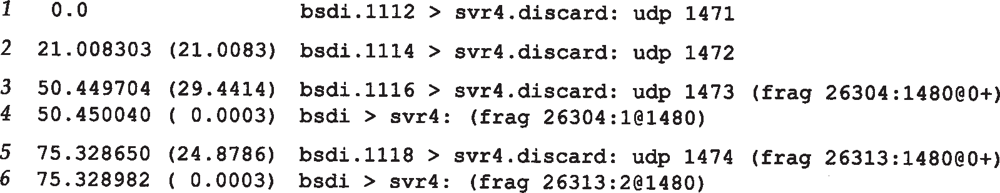 1 0.0 bsdi.1112 > svr4.discard: udp 1471
2 21.008303 (21.0083) bsdi.1114 > svr4.discard: udp 1472
3 50.449704 (29.4414) bsdi.1116 > svr4.discard: udp 1473 (frag 26304:1480@0+)
4 50.450040 ( 0.0003) bsdi > svr4: (frag 26304:1@1480)
5 75.328650 (24.8786) bsdi.1118 > svr4.discard: udp 1474 (frag 26313:1480@0+)
6 75.328982 ( 0.0003) bsdi > svr4: (frag 26313:2@1480)